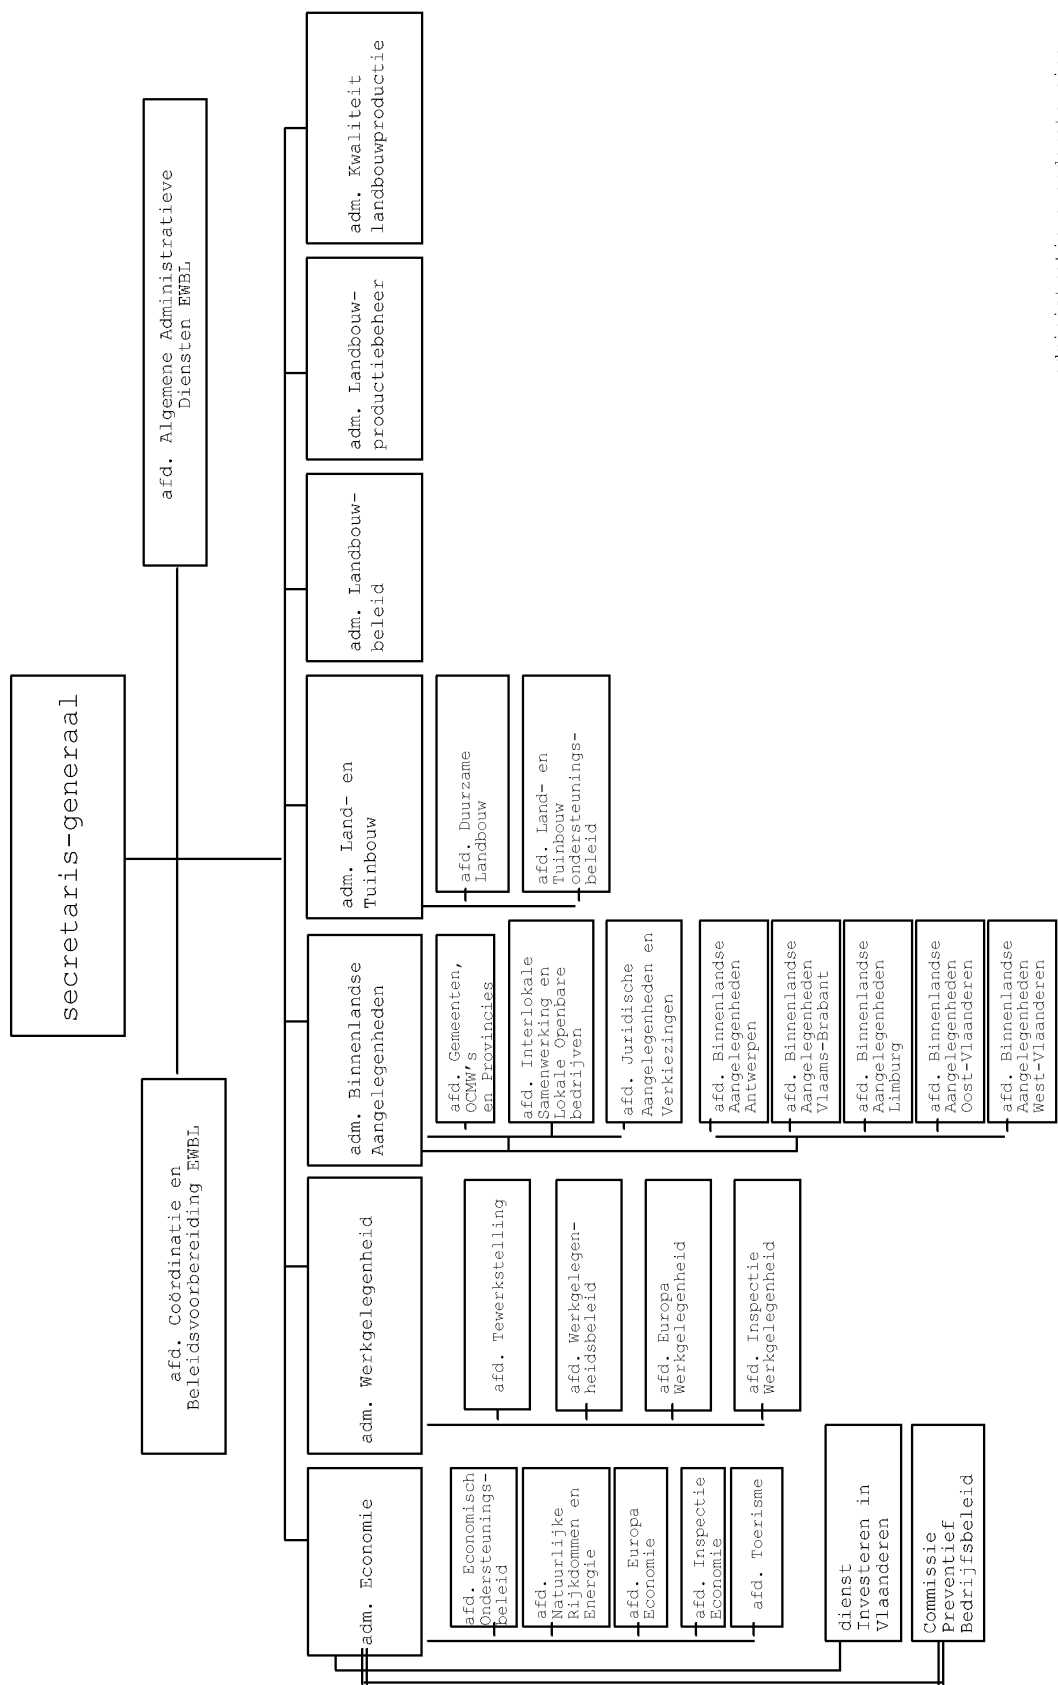 secretaris-generaal
afd. Coördinatie en
Beleidsvoorbereiding EWBL
afd. Algemene Administratieve
Diensten EWBL
adm. Economie
adm. Werkgelegenheid
adm. Binnenlandse
Aangelegenheden
adm. Land- en
Tuinbouw
adm. Landbouw-
beleid
adm. Landbouw-
productiebeheer
adm. Kwaliteit
landbouwproductie
afd. Economisch
Ondersteunings-
beleid
afd.
Natuurlijke
Rijkdommen en
Energie
afd. Europa
Economie
afd. Inspectie
Economie
afd. Toerisme
dienst
Investeren in
Vlaanderen
Commissie
Preventief
Bedrijfsbeleid
afd. Tewerkstelling
afd. Werkgelegen-
heidsbeleid
afd. Europa
Werkgelegenheid
afd. Inspectie
Werkgelegenheid
afd. Gemeenten,
OCMW's
en Provincies
afd. Interlokale
Samenwerking en
Lokale Openbare
bedrijven
afd. Juridische
Aangelegenheden en
Verkiezingen
afd. Binnenlandse
Aangelegenheden
Antwerpen
afd. Binnenlandse
Aangelegenheden
Vlaams-Brabant
afd. Binnenlandse
Aangelegenheden
Limburg
afd. Binnenlandse
Aangelegenheden
Oost-Vlaanderen
afd. Binnenlandse
Aangelegenheden
West-Vlaanderen
afd. Duurzame
Landbouw
afd. Land- en
Tuinbouw
ondersteunings-
beleid